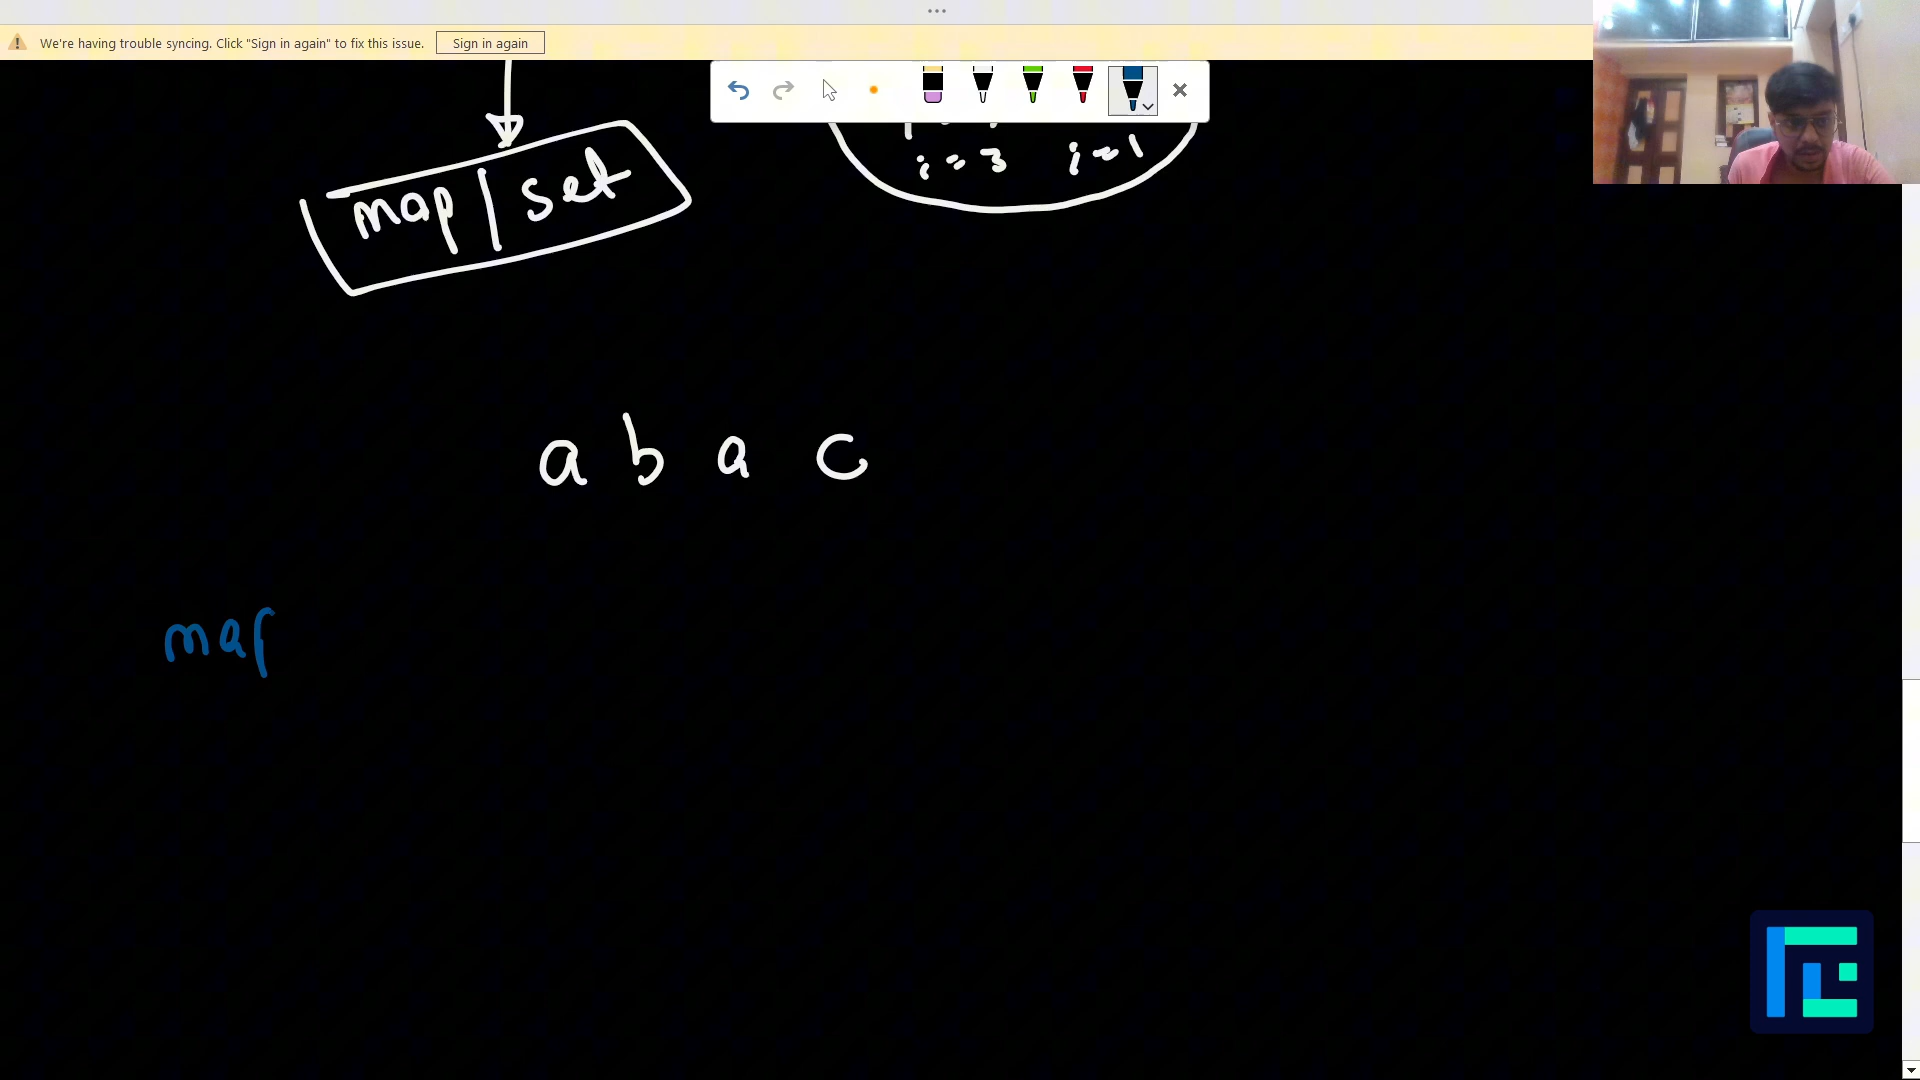 We're having trouble syncing. Click "Sign in again" to fix this issue. Sign in again
i=3 i=1
map | set
a b a c
map